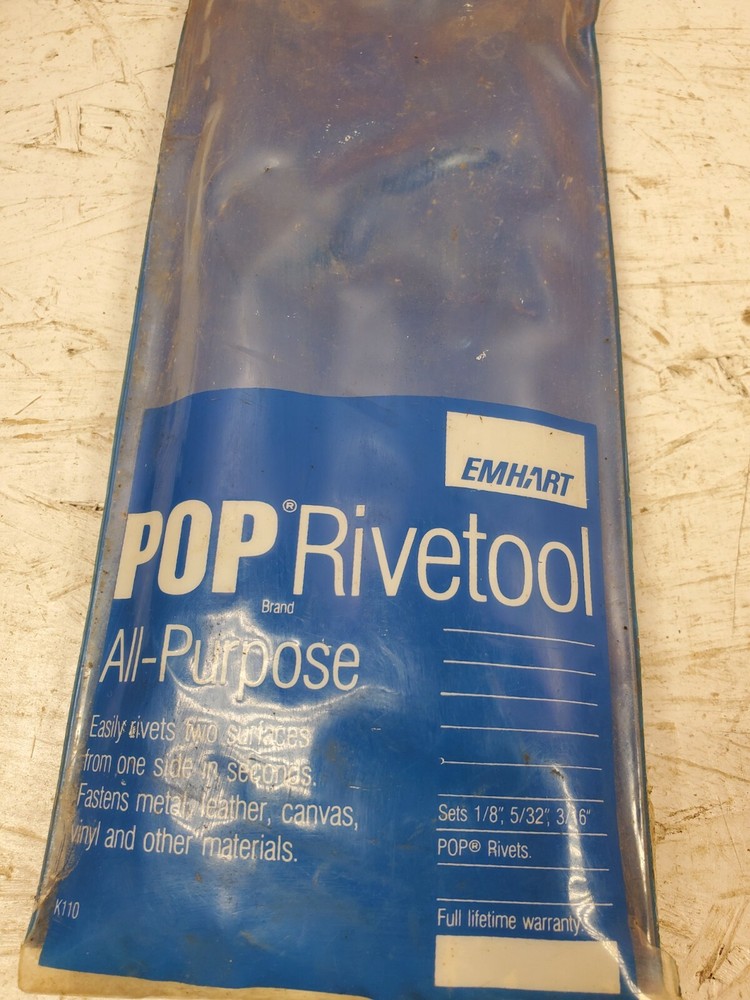 EMHART
POP® Rivetool
Brand
All-Purpose
Easily rivets two surfaces
from one side in seconds.
Fastens metal, leather, canvas,
vinyl and other materials.
Sets 1/8", 5/32", 3/16"
POP® Rivets.
K110
Full lifetime warranty.